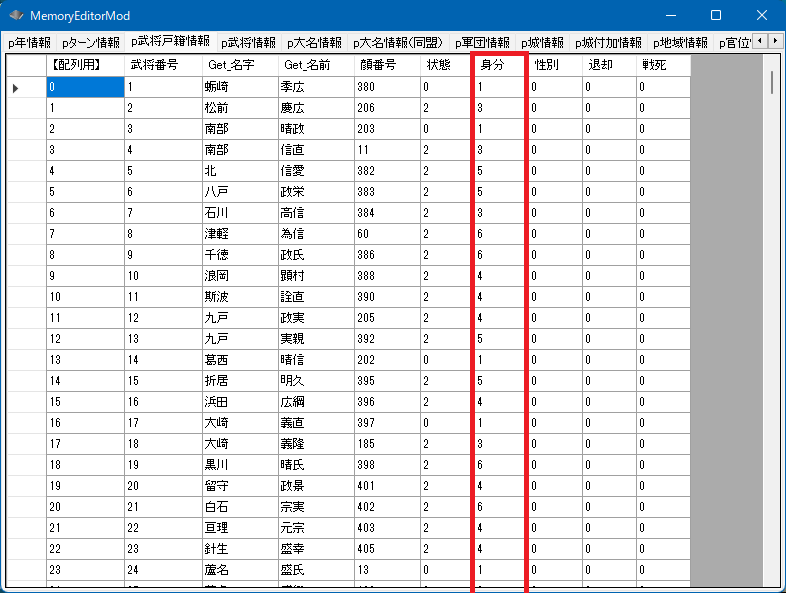 MemoryEditorMod
p年情報 pターン情報 p武将戸籍情報 p武将情報 p大名情報 p大名情報(同盟) p軍団情報 p城情報 p城付加情報 p地域情報 p官位
【配列用】 武将番号 Get_名字 Get_名前 顔番号 状態 身分 性別 退却 戦死
0 1 蛎崎 季広 380 0 1 0 0 0
1 2 松前 慶広 206 2 3 0 0 0
2 3 南部 晴政 203 0 1 0 0 0
3 4 南部 信直 11 2 3 0 0 0
4 5 北 信愛 382 2 5 0 0 0
5 6 八戸 政栄 383 2 5 0 0 0
6 7 石川 高信 384 2 3 0 0 0
7 8 津軽 為信 60 2 6 0 0 0
8 9 千徳 政氏 386 2 6 0 0 0
9 10 浪岡 顕村 388 2 4 0 0 0
10 11 斯波 詮直 390 2 4 0 0 0
11 12 九戸 政実 205 2 4 0 0 0
12 13 九戸 実親 392 2 5 0 0 0
13 14 葛西 晴信 202 0 1 0 0 0
14 15 折居 明久 395 2 5 0 0 0
15 16 浜田 広綱 396 2 4 0 0 0
16 17 大崎 義直 397 0 1 0 0 0
17 18 大崎 義隆 185 2 3 0 0 0
18 19 黒川 晴氏 398 2 6 0 0 0
19 20 留守 政景 401 2 4 0 0 0
20 21 白石 宗実 402 2 6 0 0 0
21 22 亘理 元宗 403 2 4 0 0 0
22 23 針生 盛幸 405 2 4 0 0 0
23 24 蘆名 盛氏 13 0 1 0 0 0